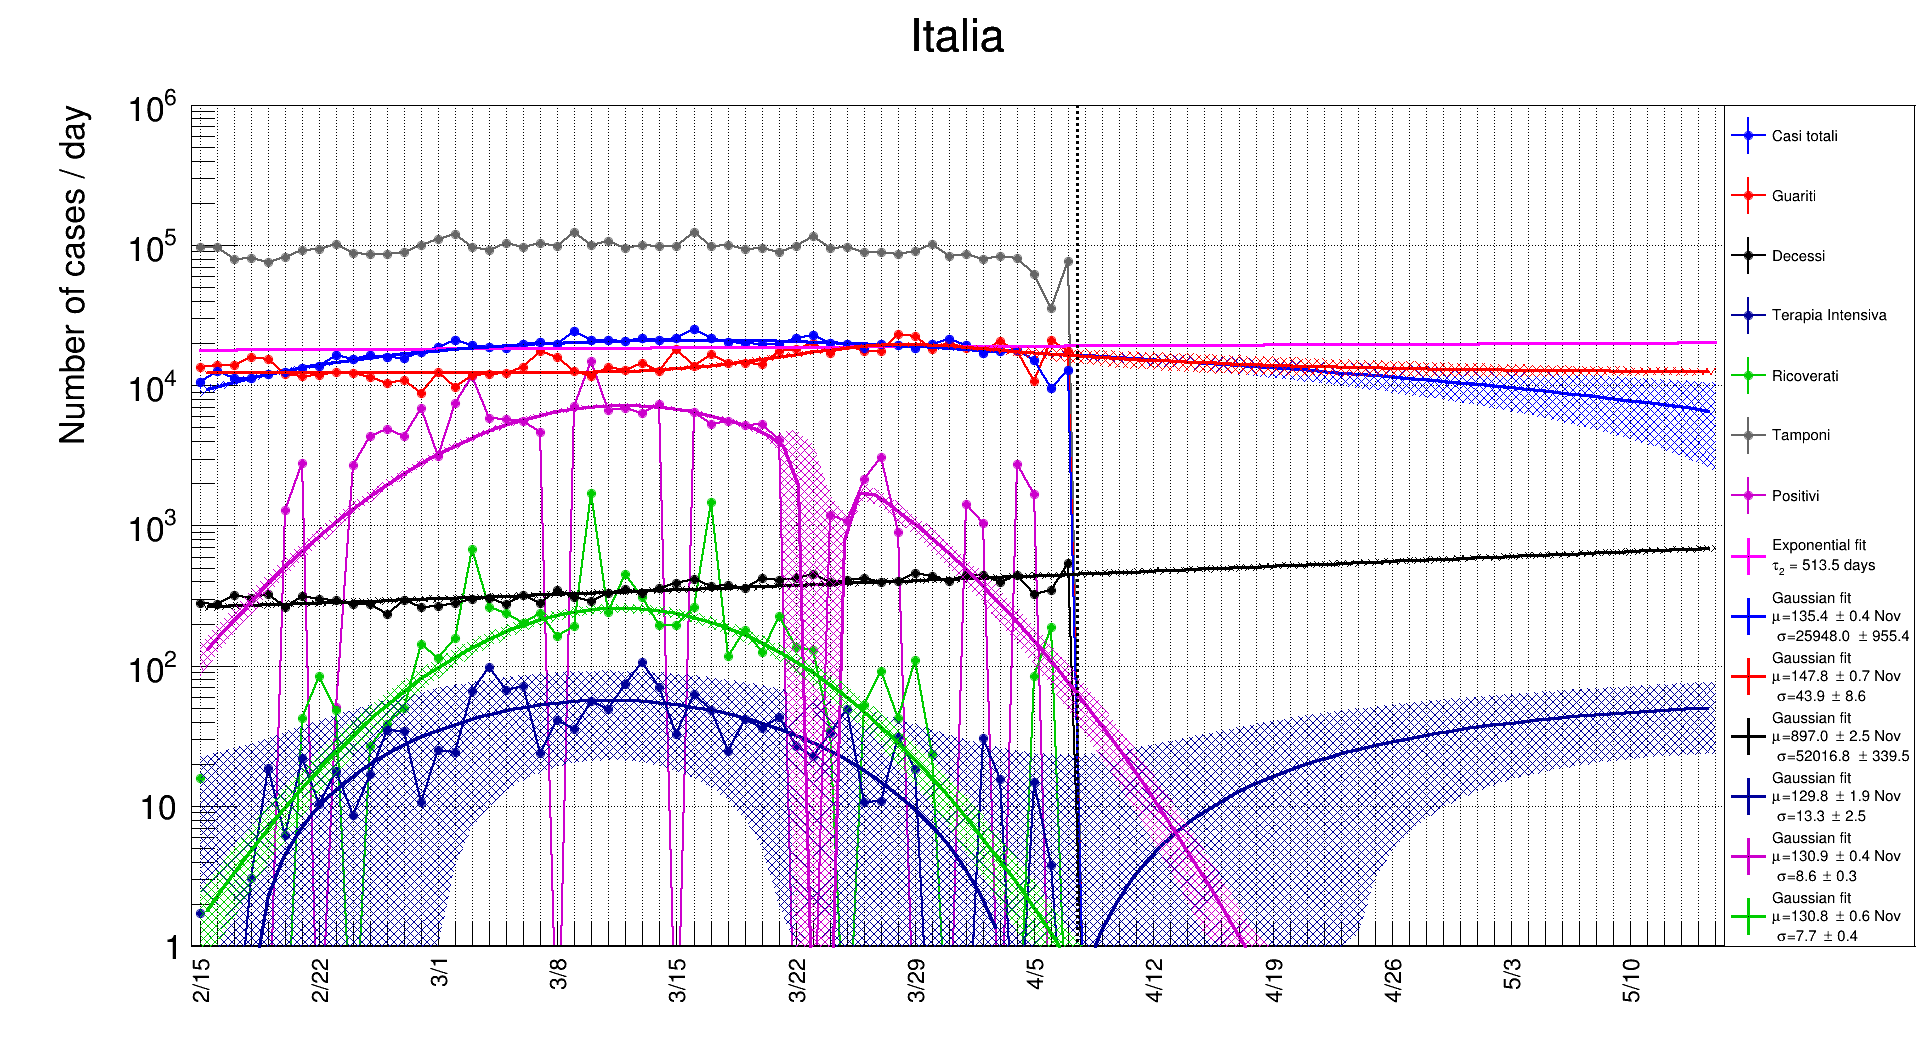 Italia
Number of cases / day
10^6
10^5
10^4
10^3
10^2
10
1
2/15
2/22
3/1
3/8
3/15
3/22
3/29
4/5
4/12
4/19
4/26
5/3
5/10
Casi totali
Guariti
Decessi
Terapia Intensiva
Ricoverati
Tamponi
Positivi
Exponential fit
τ₂ = 513.5 days
Gaussian fit
μ=135.4 ± 0.4 Nov
σ=25948.0 ± 955.4
Gaussian fit
μ=147.8 ± 0.7 Nov
σ=43.9 ± 8.6
Gaussian fit
μ=897.0 ± 2.5 Nov
σ=52016.8 ± 339.5
Gaussian fit
μ=129.8 ± 1.9 Nov
σ=13.3 ± 2.5
Gaussian fit
μ=130.9 ± 0.4 Nov
σ=8.6 ± 0.3
Gaussian fit
μ=130.8 ± 0.6 Nov
σ=7.7 ± 0.4